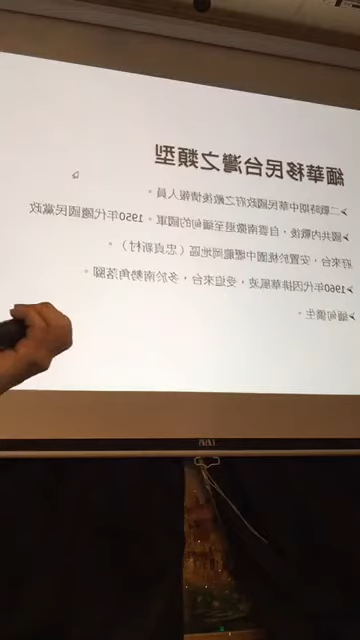 緬華移民台灣之類型
➢二戰時期中華民國政府之敵後情報人員。
➢國共內戰後，自雲南撤退至緬甸的國軍。1950年代隨國民黨政
府來台，安置於桃園中壢龍岡地區（忠貞新村）。
➢1960年代因排華風波，受迫來台，多於南勢角落腳。
➢緬甸僑生。